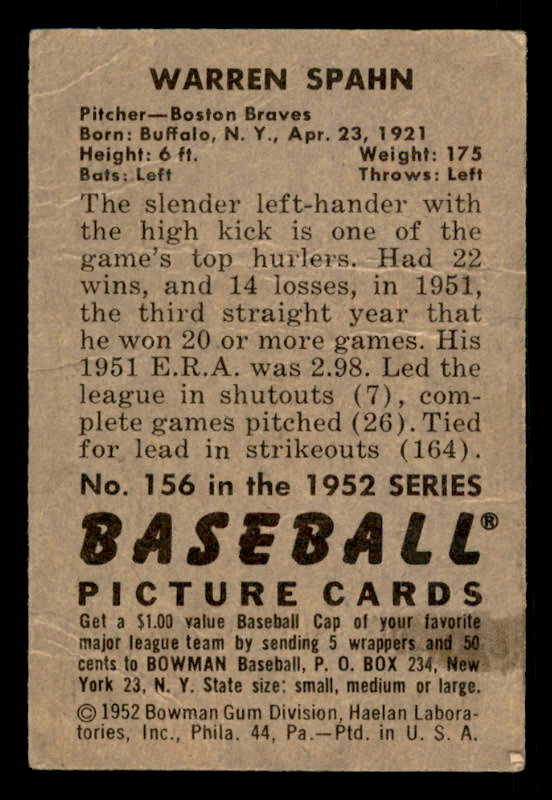 WARREN SPAHN
Pitcher—Boston Braves
Born: Buffalo, N. Y., Apr. 23, 1921
Height: 6 ft. Weight: 175
Bats: Left Throws: Left
The slender left-hander with
the high kick is one of the
game's top hurlers. Had 22
wins, and 14 losses, in 1951,
the third straight year that
he won 20 or more games. His
1951 E.R.A. was 2.98. Led the
league in shutouts (7), com-
plete games pitched (26). Tied
for lead in strikeouts (164).
No. 156 in the 1952 SERIES
BASEBALL®
PICTURE CARDS
Get a $1.00 value Baseball Cap of your favorite
major league team by sending 5 wrappers and 50
cents to BOWMAN Baseball, P. O. BOX 234, New
York 23, N. Y. State size: small, medium or large.
© 1952 Bowman Gum Division, Haelan Labora-
tories, Inc., Phila. 44, Pa.—Ptd. in U. S. A.